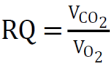 RQ = V_CO₂ / V_O₂